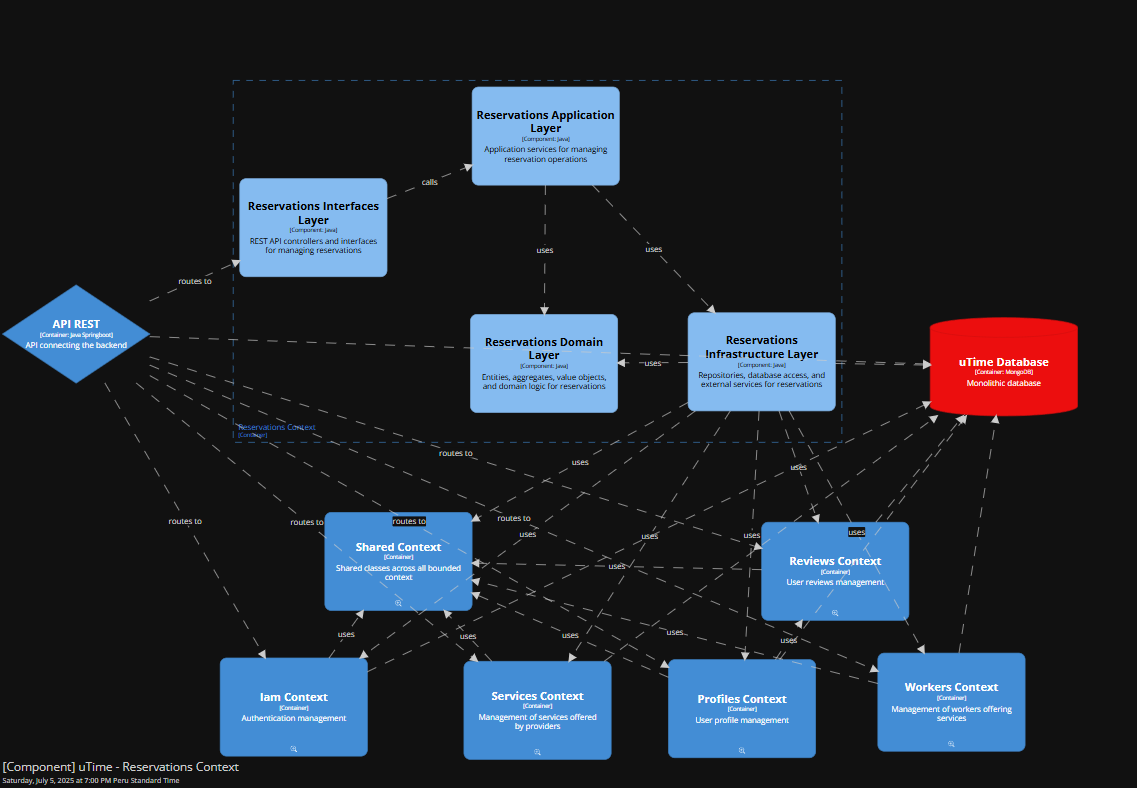 Reservations Application
Layer
[Component: Java]
Application services for managing
reservation operations
calls
Reservations Interfaces
Layer
[Component: Java]
REST API controllers and interfaces
for managing reservations
uses
uses
routes to
API REST
[Container: Java Springboot]
API connecting the backend
Reservations Domain
Layer
[Component: Java]
Entities, aggregates, value objects,
and domain logic for reservations
uses
Reservations
Infrastructure Layer
[Component: Java]
Repositories, database access, and
external services for reservations
uTime Database
[Container: MongoDB]
Monolithic database
Reservations Context
[Container]
routes to
uses
uses
routes to
routes to
routes to
routes to
uses
uses
uses
uses
Shared Context
[Container]
Shared classes across all bounded
context
uses
Reviews Context
[Container]
User reviews management
uses
uses
uses
uses
uses
Iam Context
[Container]
Authentication management
Services Context
[Container]
Management of services offered
by providers
Profiles Context
[Container]
User profile management
Workers Context
[Container]
Management of workers offering
services
[Component] uTime - Reservations Context
Saturday, July 5, 2025 at 7:00 PM Peru Standard Time